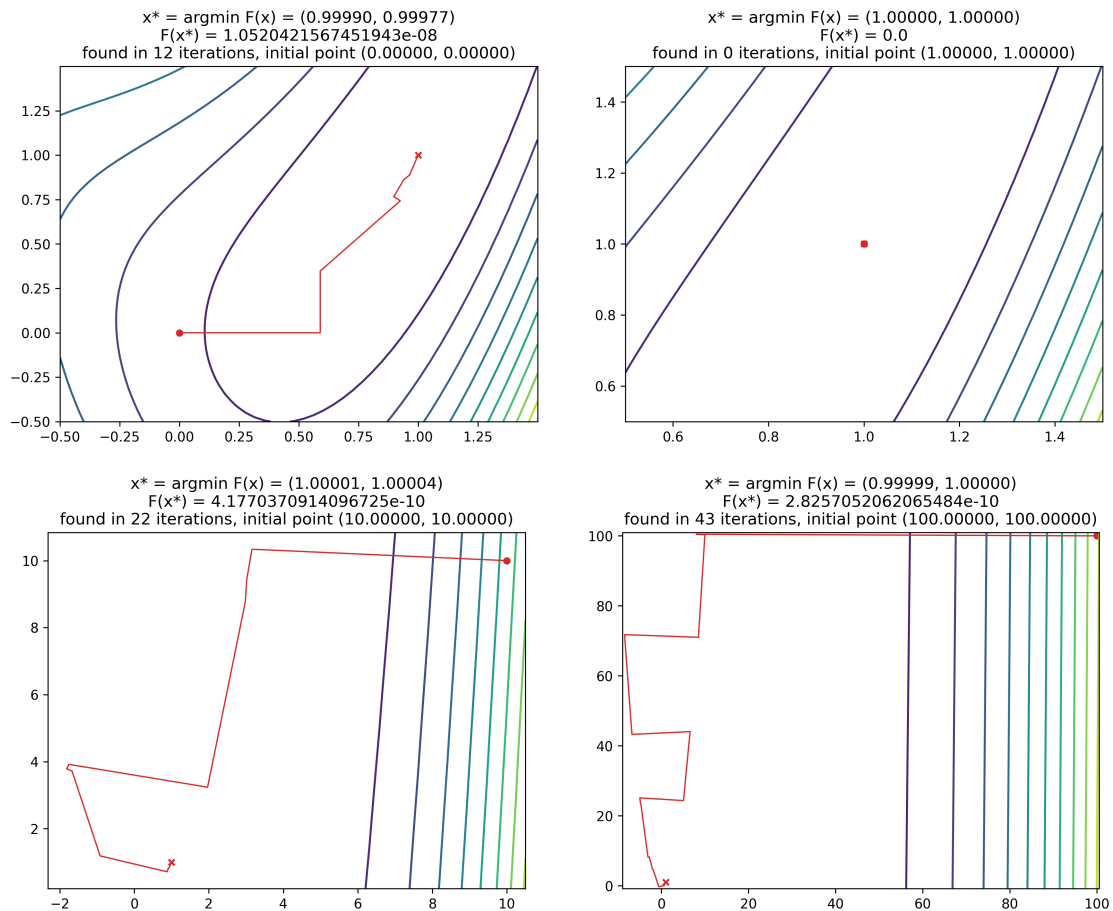 x* = argmin F(x) = (0.99990, 0.99977)
F(x*) = 1.0520421567451943e-08
found in 12 iterations, initial point (0.00000, 0.00000)
1.25
1.00
0.75
0.50
0.25
0.00
−0.25
−0.50
−0.50 −0.25 0.00 0.25 0.50 0.75 1.00 1.25
x* = argmin F(x) = (1.00000, 1.00000)
F(x*) = 0.0
found in 0 iterations, initial point (1.00000, 1.00000)
1.4
1.2
1.0
0.8
0.6
0.6 0.8 1.0 1.2 1.4
x* = argmin F(x) = (1.00001, 1.00004)
F(x*) = 4.1770370914096725e-10
found in 22 iterations, initial point (10.00000, 10.00000)
10
8
6
4
2
−2 0 2 4 6 8 10
x* = argmin F(x) = (0.99999, 1.00000)
F(x*) = 2.8257052062065484e-10
found in 43 iterations, initial point (100.00000, 100.00000)
100
80
60
40
20
0
0 20 40 60 80 100